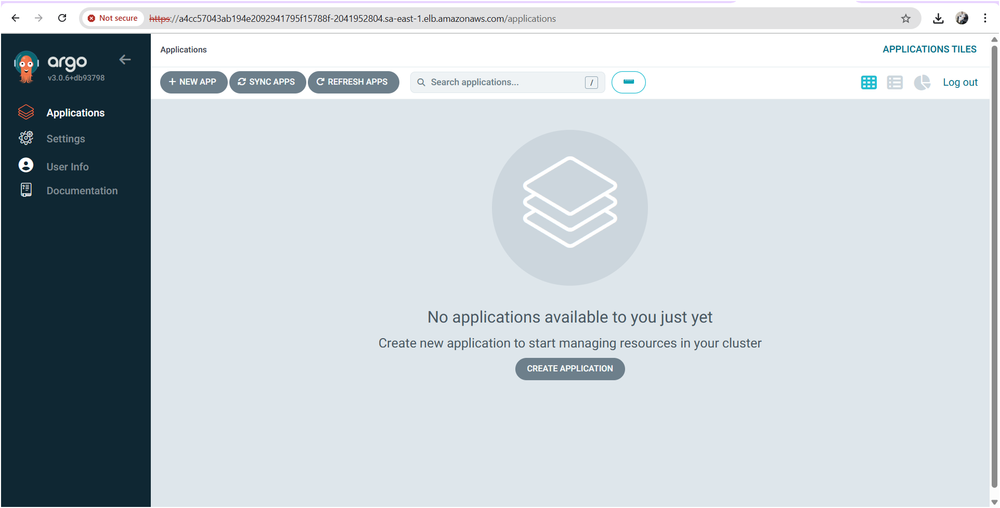 Not secure https://a4cc57043ab194e2092941795f15788f-2041952804.sa-east-1.elb.amazonaws.com/applications
argo
v3.0.6+db93798
Applications
Settings
User Info
Documentation
Applications
APPLICATIONS TILES
NEW APP
SYNC APPS
REFRESH APPS
Search applications...
/
Log out
No applications available to you just yet
Create new application to start managing resources in your cluster
CREATE APPLICATION